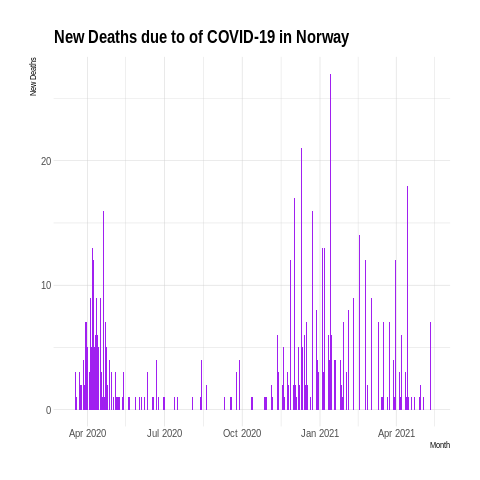 New Deaths due to of COVID-19 in Norway
New Deaths
20
10
0
Apr 2020 Jul 2020 Oct 2020 Jan 2021 Apr 2021
Month